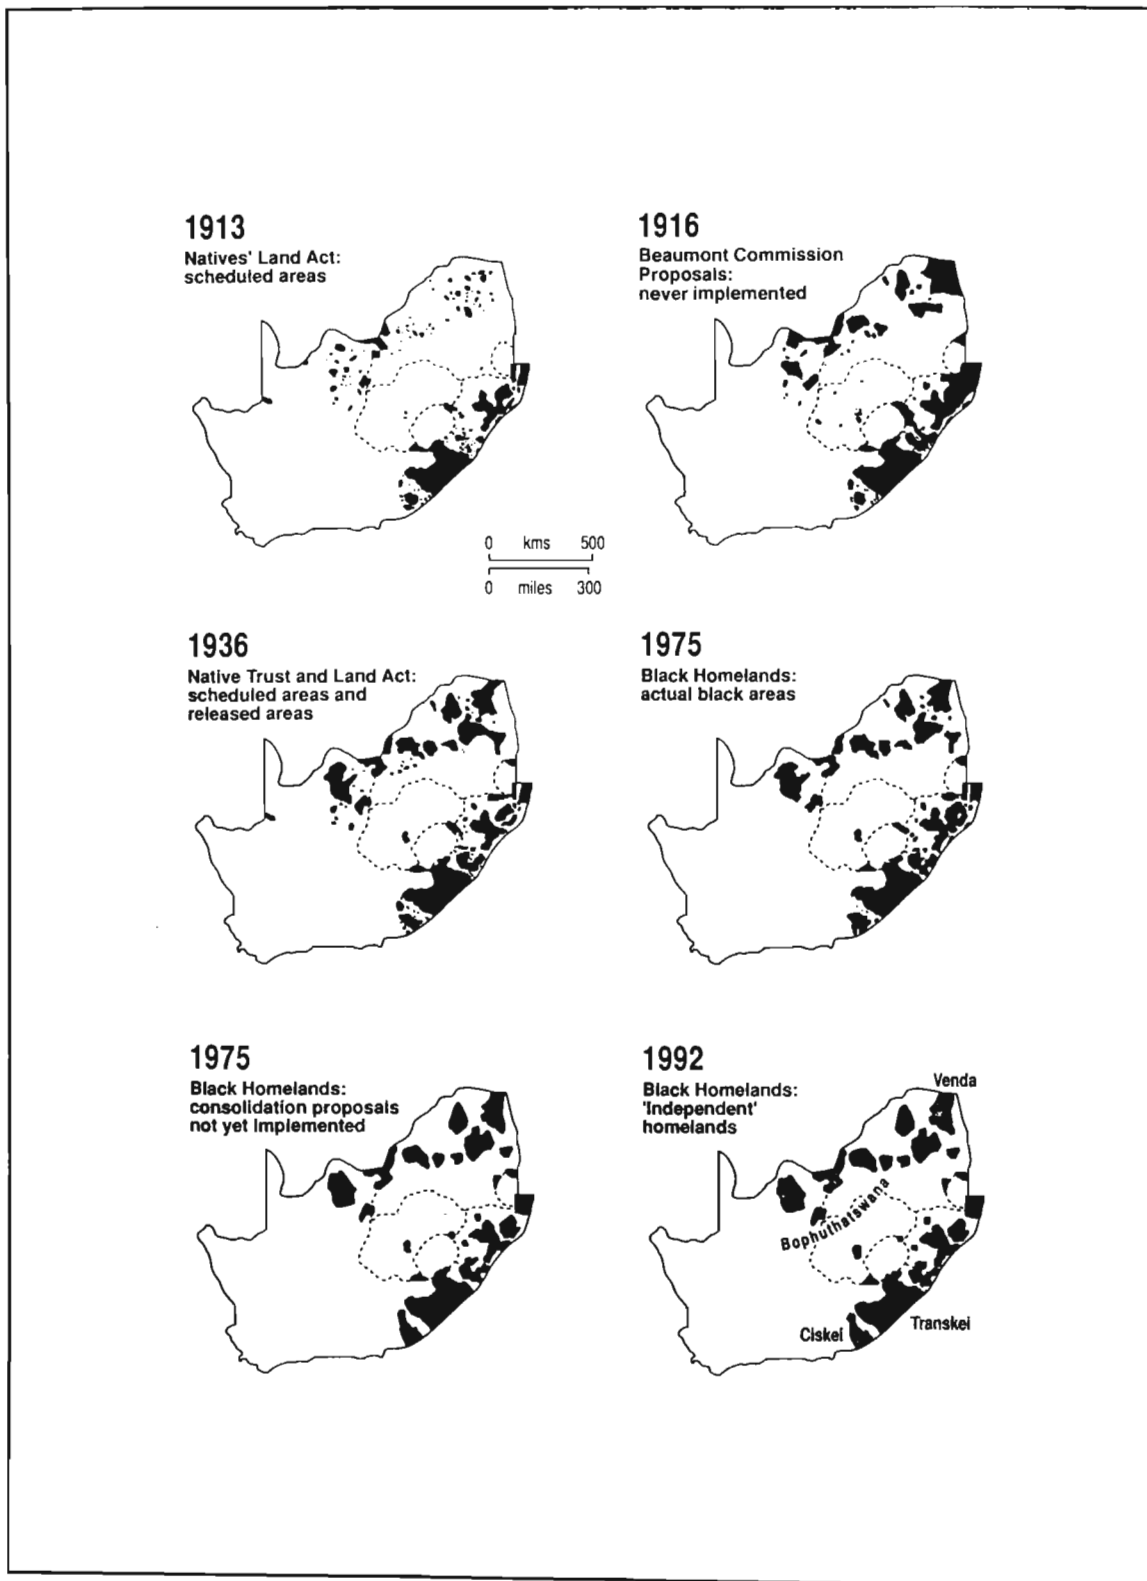 1913
Natives' Land Act:
scheduled areas
1916
Beaumont Commission
Proposals:
never implemented
0 kms 500
0 miles 300
1936
Native Trust and Land Act:
scheduled areas and
released areas
1975
Black Homelands:
actual black areas
1975
Black Homelands:
consolidation proposals
not yet implemented
1992
Black Homelands:
'Independent'
homelands
Venda
Bophuthatswana
Ciskei
Transkei